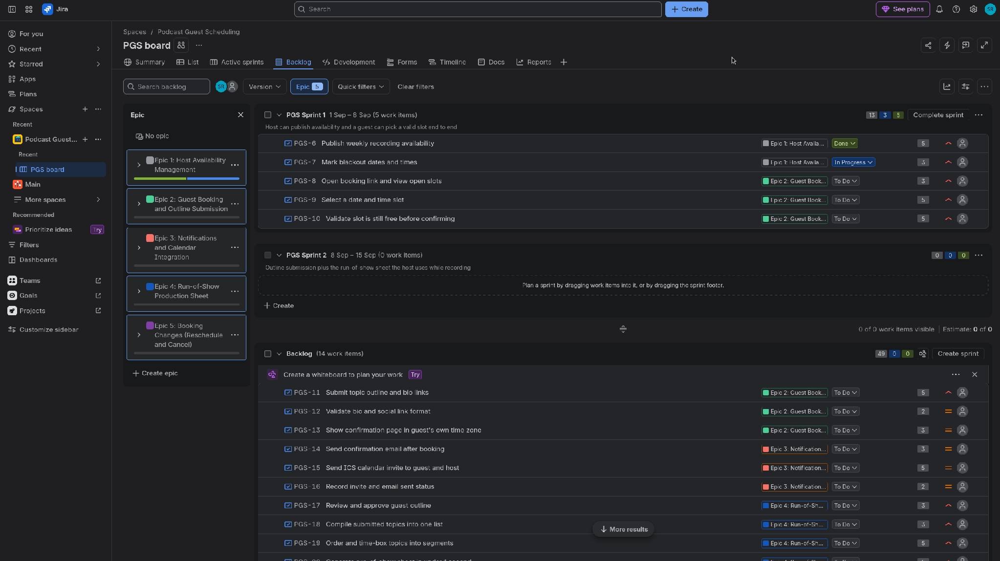 Jira
Search
Create
See plans
SR
For you
Recent
Starred
Apps
Plans
Spaces
Recent
Podcast Guest...
Recent
PGS board
Main
More spaces
Recommended
Prioritize ideas Try
Filters
Dashboards
Teams
Goals
Projects
Customize sidebar
Spaces / Podcast Guest Scheduling
PGS board
Summary List Active sprints Backlog Development Forms Timeline Docs Reports
Search backlog SR Version Epic 5 Quick filters Clear filters
Epic
No epic
Epic 1: Host Availability
Management
Epic 2: Guest Booking
and Outline Submission
Epic 3: Notifications
and Calendar
Integration
Epic 4: Run-of-Show
Production Sheet
Epic 5: Booking
Changes (Reschedule
and Cancel)
Create epic
PGS Sprint 1 1 Sep – 8 Sep (5 work items) 13 3 5 Complete sprint
Host can publish availability and a guest can pick a valid slot end to end
PGS-6 Publish weekly recording availability Epic 1: Host Availa... Done 5
PGS-7 Mark blackout dates and times Epic 1: Host Availa... In Progress 3
PGS-8 Open booking link and view open slots Epic 2: Guest Book... To Do 3
PGS-9 Select a date and time slot Epic 2: Guest Book... To Do 5
PGS-10 Validate slot is still free before confirming Epic 2: Guest Book... To Do 5
PGS Sprint 2 8 Sep – 15 Sep (0 work items) 0 0 0
Outline submission plus the run-of-show sheet the host uses while recording
Plan a sprint by dragging work items into it, or by dragging the sprint footer.
Create
0 of 0 work items visible | Estimate: 0 of 0
Backlog (14 work items) 49 0 0 Create sprint
Create a whiteboard to plan your work Try
PGS-11 Submit topic outline and bio links Epic 2: Guest Book... To Do 5
PGS-12 Validate bio and social link format Epic 2: Guest Book... To Do 2
PGS-13 Show confirmation page in guest's own time zone Epic 2: Guest Book... To Do 3
PGS-14 Send confirmation email after booking Epic 3: Notification... To Do 3
PGS-15 Send ICS calendar invite to guest and host Epic 3: Notification... To Do 5
PGS-16 Record invite and email sent status Epic 3: Notification... To Do 2
PGS-17 Review and approve guest outline Epic 4: Run-of-Sh... To Do 3
PGS-18 Compile submitted topics into one list Epic 4: Run-of-Sh... To Do 3
More results
PGS-19 Order and time-box topics into segments Epic 4: Run-of-Sh... To Do 5